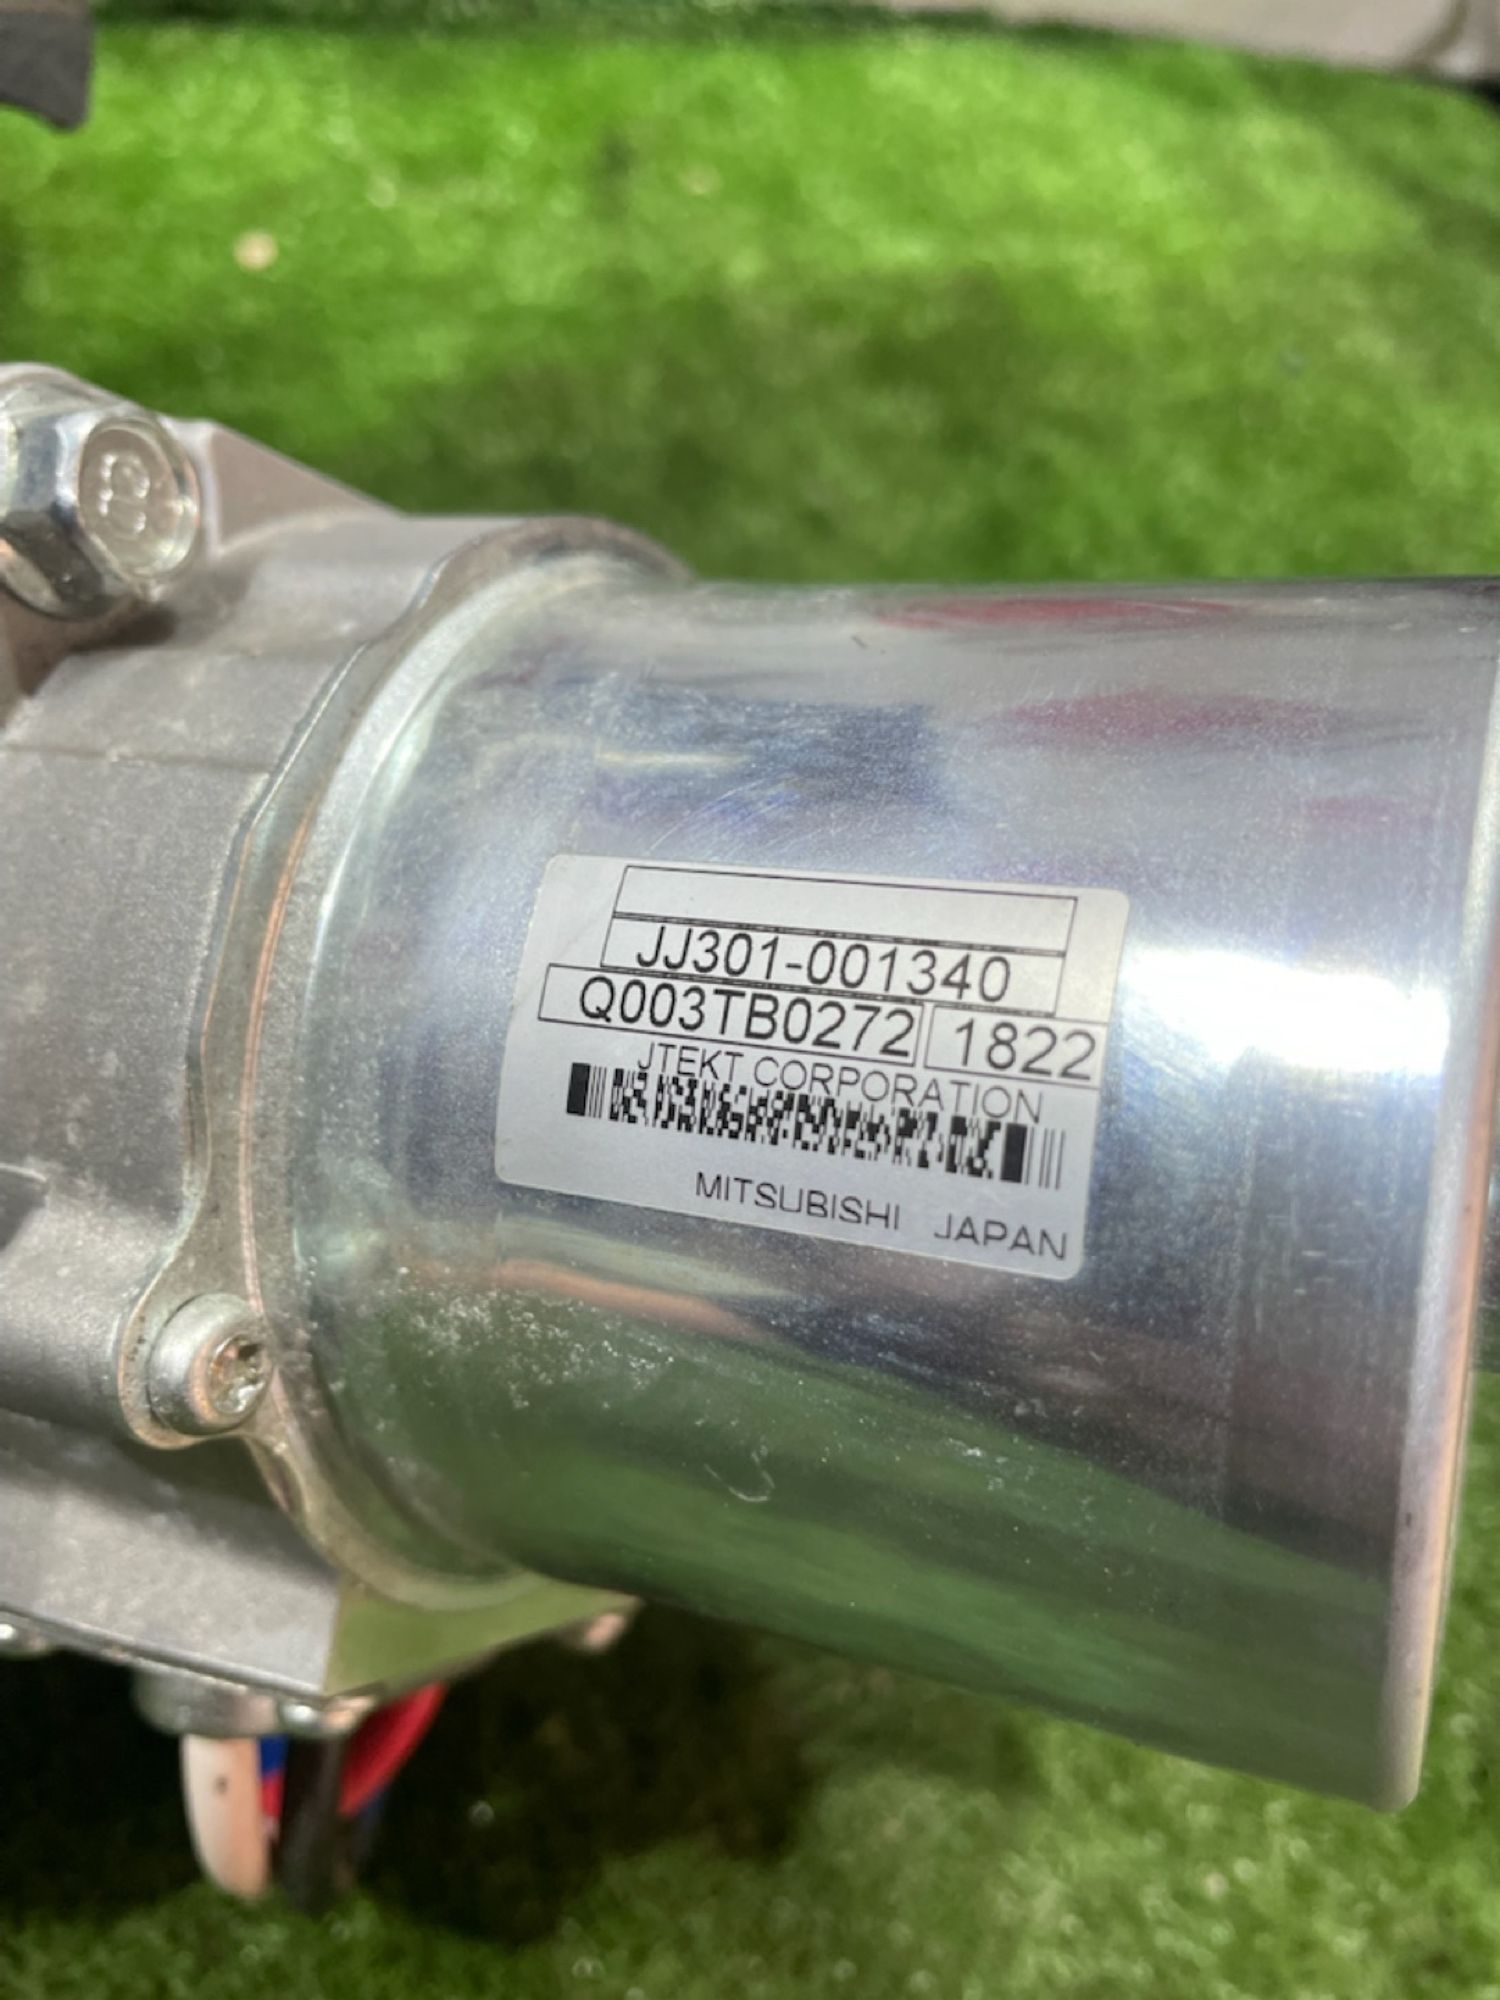 JJ301-001340
Q003TB0272 1822
JTEKT CORPORATION
MITSUBISHI JAPAN